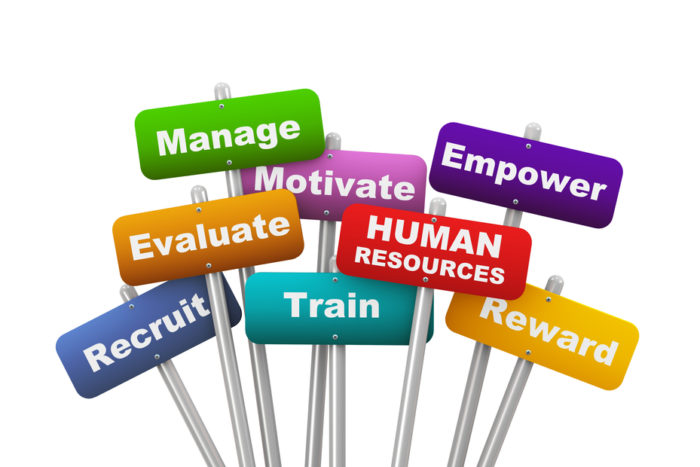 Manage
Motivate
Empower
Evaluate
HUMAN
RESOURCES
Recruit
Train
Reward